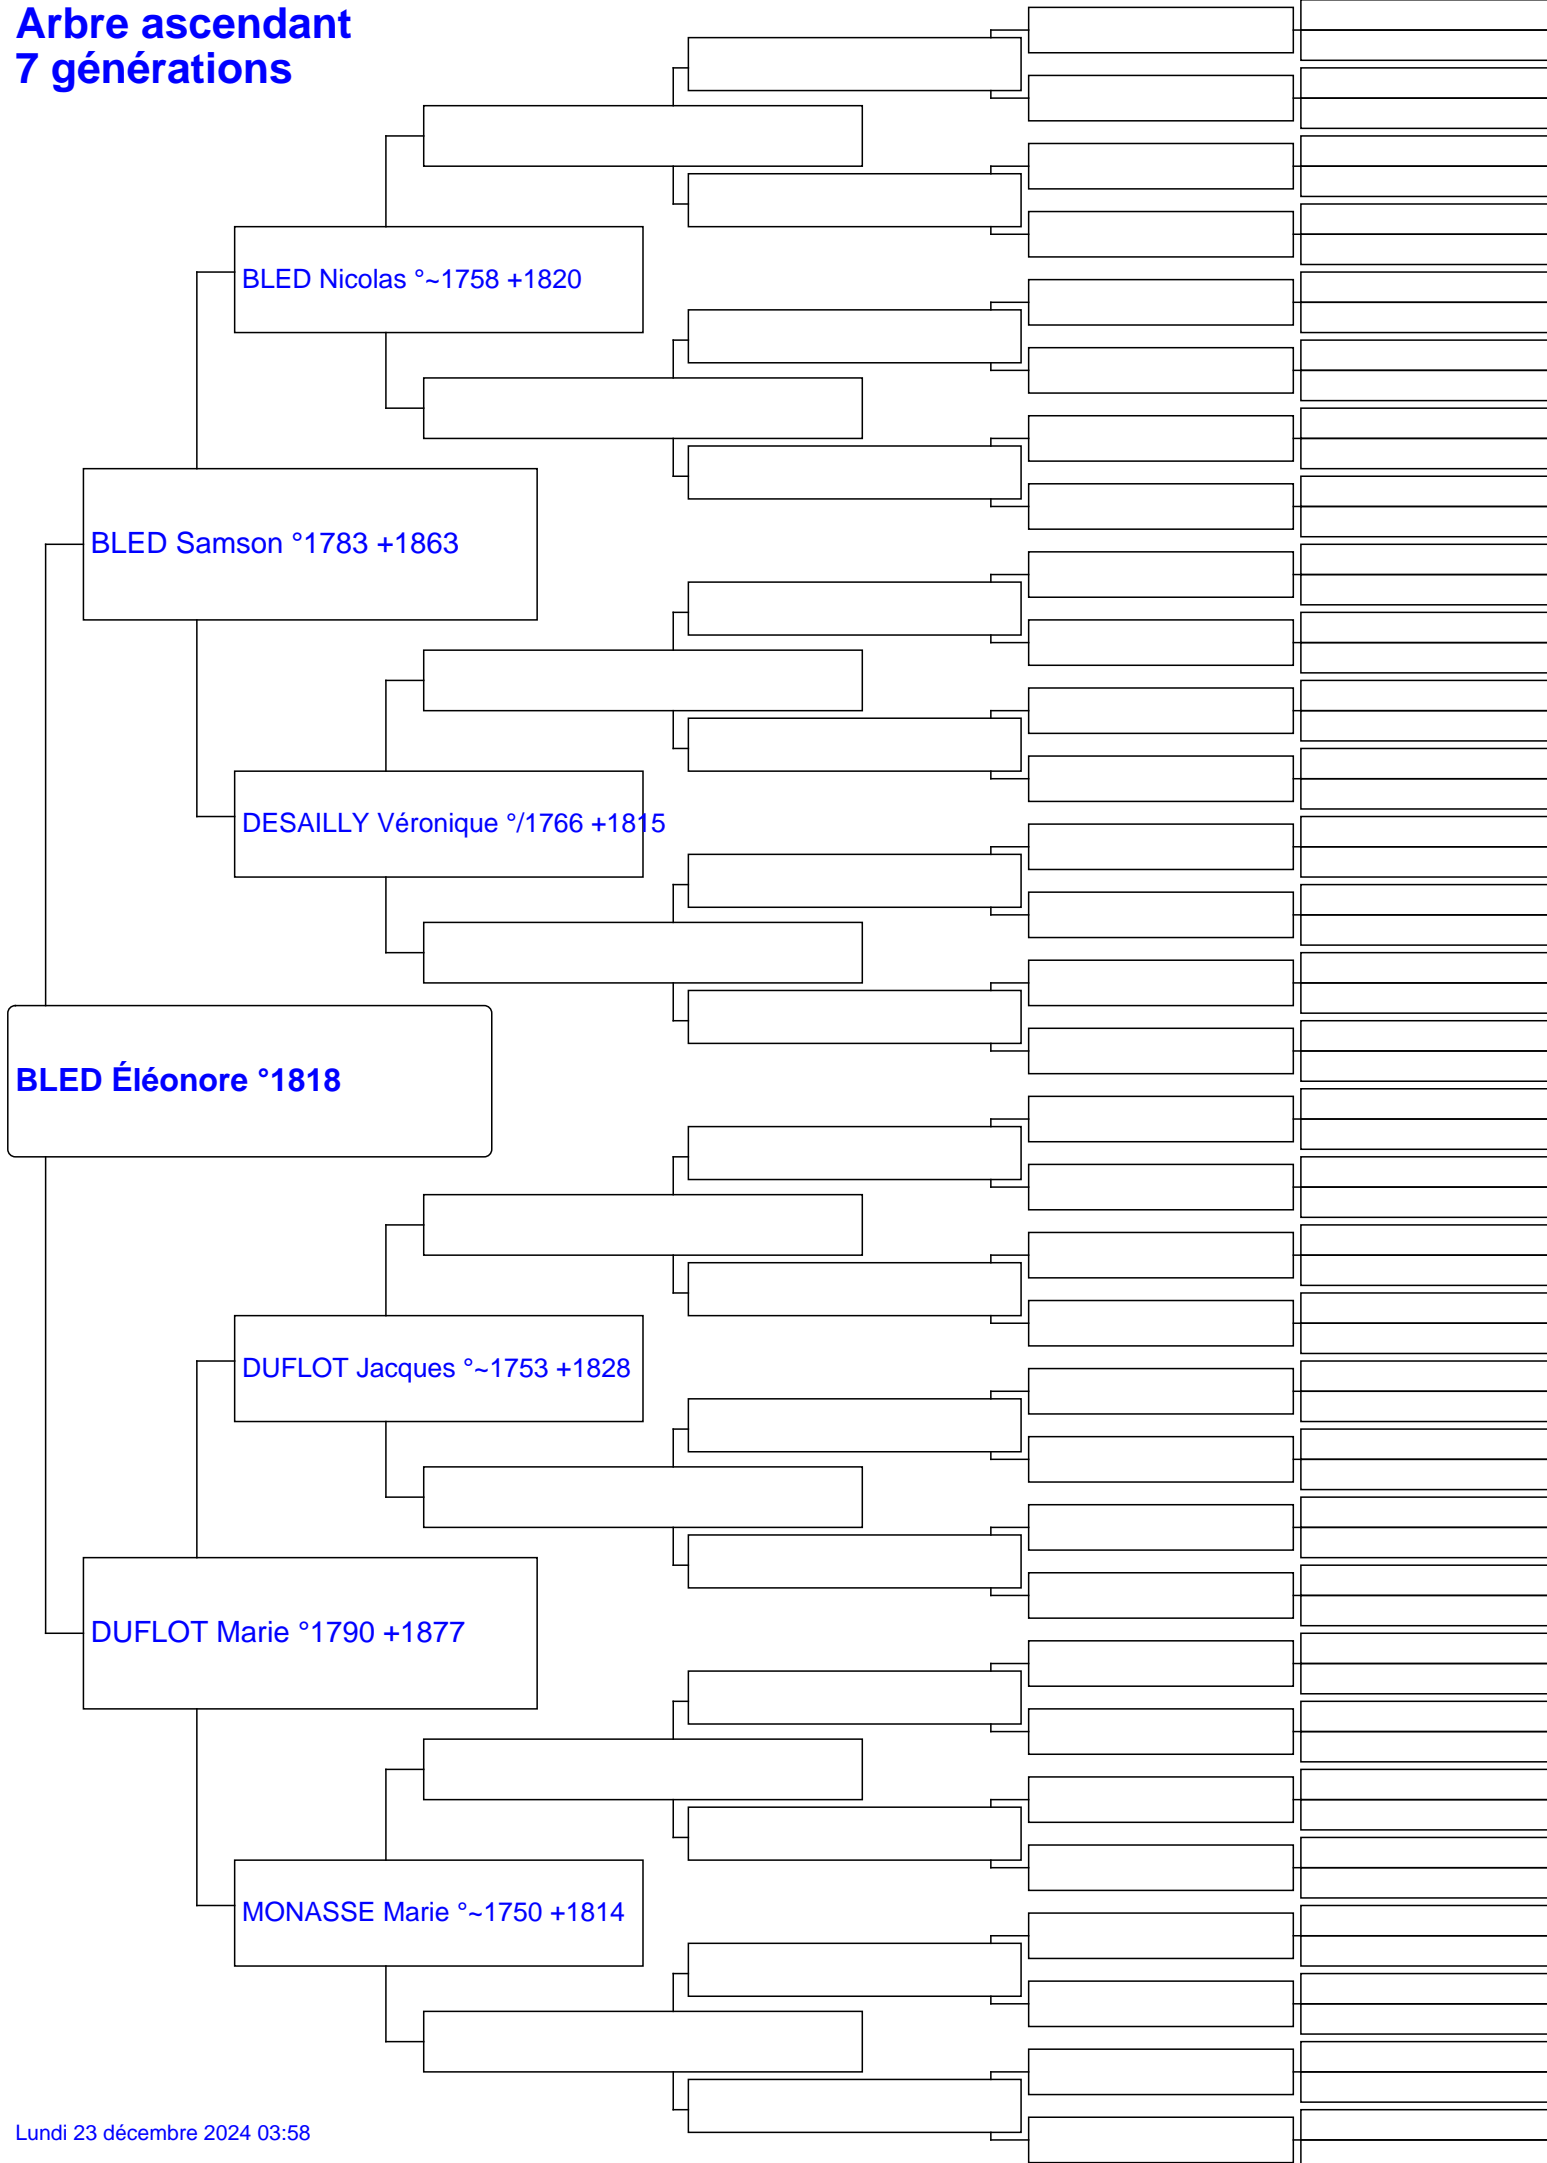 Arbre ascendant
7 générations
BLED Nicolas °~1758 +1820
BLED Samson °1783 +1863
DESAILLY Véronique °/1766 +1815
BLED Éléonore °1818
DUFLOT Jacques °~1753 +1828
DUFLOT Marie °1790 +1877
MONASSE Marie °~1750 +1814
Lundi 23 décembre 2024 03:58